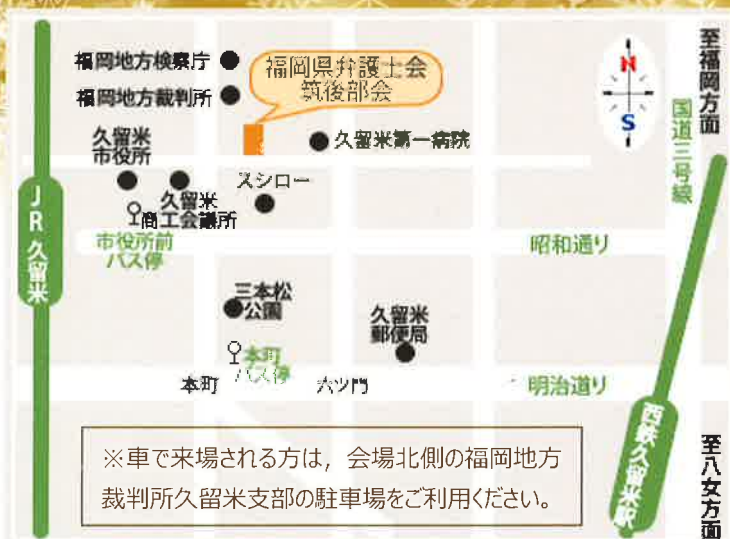 福岡地方検察庁
福岡地方裁判所
福岡県弁護士会
筑後部会
久留米第一病院
久留米
市役所
久留米
商工会議所
スシロー
市役所前
バス停
昭和通り
三本松
公園
久留米
郵便局
本町
バス停
本町
六ツ門
明治通り
JR久留米
N
S
至福岡方面
国道三号線
西鉄久留米駅
至八女方面
※車で来場される方は，会場北側の福岡地方
裁判所久留米支部の駐車場をご利用ください。